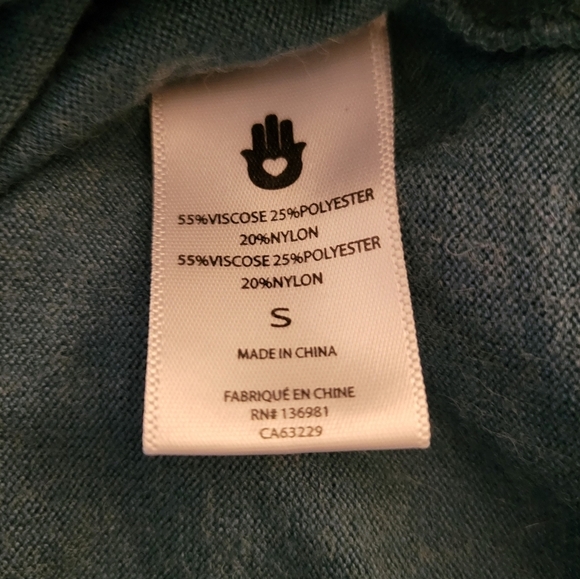 55%VISCOSE 25%POLYESTER
20%NYLON
55%VISCOSE 25%POLYESTER
20%NYLON
S
MADE IN CHINA
FABRIQUÉ EN CHINE
RN# 136981
CA63229